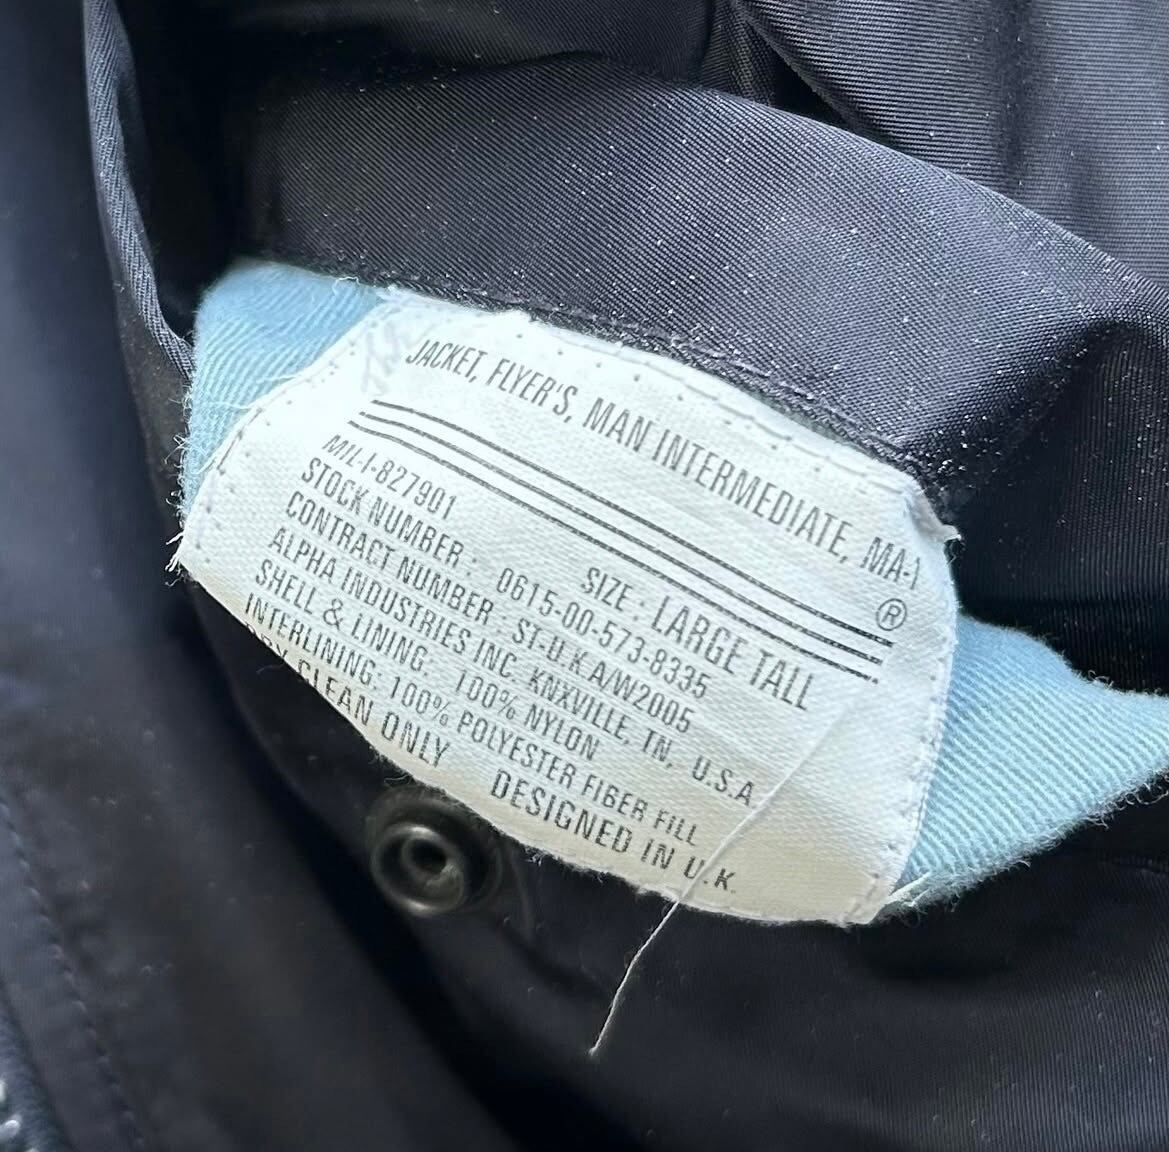 JACKET, FLYER'S, MAN INTERMEDIATE, MA-1
®
MIL-I-827901
SIZE: LARGE TALL
STOCK NUMBER: 0615-00-573-8335
CONTRACT NUMBER: ST-U.K A/W2005
ALPHA INDUSTRIES INC. KNXVILLE, TN, U.S.A
SHELL & LINING: 100% NYLON
INTERLINING: 100% POLYESTER FIBER FILL
DRY CLEAN ONLY DESIGNED IN U.K.